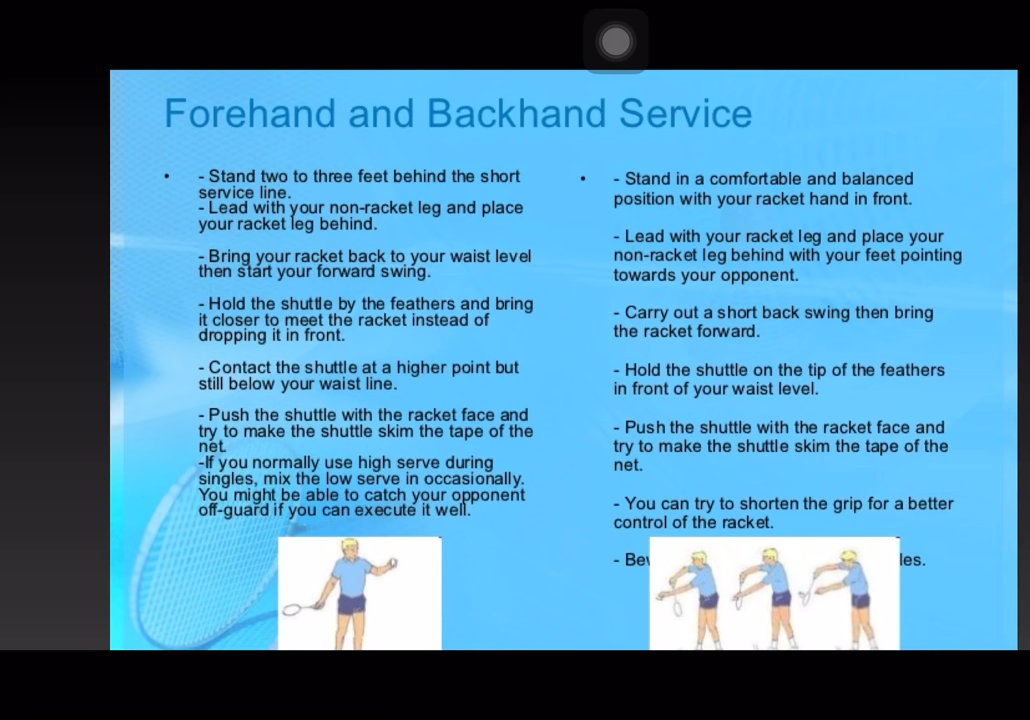 Forehand and Backhand Service
• - Stand two to three feet behind the short
service line.
- Lead with your non-racket leg and place
your racket leg behind.
- Bring your racket back to your waist level
then start your forward swing.
- Hold the shuttle by the feathers and bring
it closer to meet the racket instead of
dropping it in front.
- Contact the shuttle at a higher point but
still below your waist line.
- Push the shuttle with the racket face and
try to make the shuttle skim the tape of the
net.
-If you normally use high serve during
singles, mix the low serve in occasionally.
You might be able to catch your opponent
off-guard if you can execute it well.
• - Stand in a comfortable and balanced
position with your racket hand in front.
- Lead with your racket leg and place your
non-racket leg behind with your feet pointing
towards your opponent.
- Carry out a short back swing then bring
the racket forward.
- Hold the shuttle on the tip of the feathers
in front of your waist level.
- Push the shuttle with the racket face and
try to make the shuttle skim the tape of the
net.
- You can try to shorten the grip for a better
control of the racket.
-